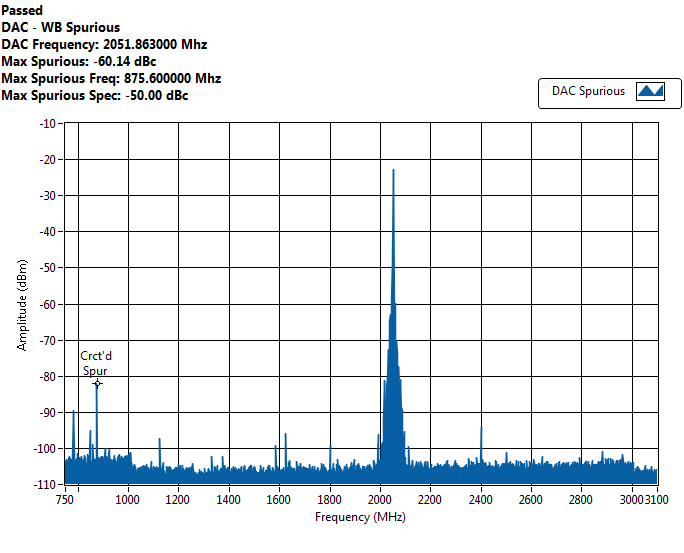 Passed
DAC - WB Spurious
DAC Frequency: 2051.863000 Mhz
Max Spurious: -60.14 dBc
Max Spurious Freq: 875.600000 Mhz
Max Spurious Spec: -50.00 dBc
DAC Spurious
-10
-20
-30
-40
-50
-60
-70
-80
-90
-100
-110
Amplitude (dBm)
Crct'd
Spur
750 1000 1200 1400 1600 1800 2000 2200 2400 2600 2800 3000 3100
Frequency (MHz)